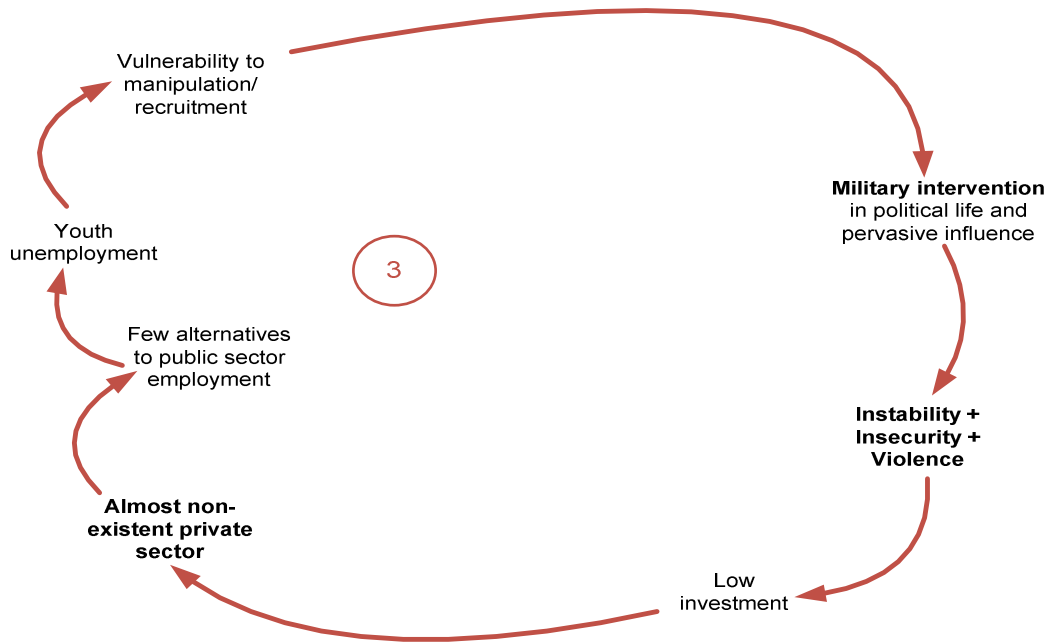 Vulnerability to
manipulation/
recruitment
Military intervention
in political life and
pervasive influence
Youth
unemployment
3
Few alternatives
to public sector
employment
Instability +
Insecurity +
Violence
Almost non-
existent private
sector
Low
investment